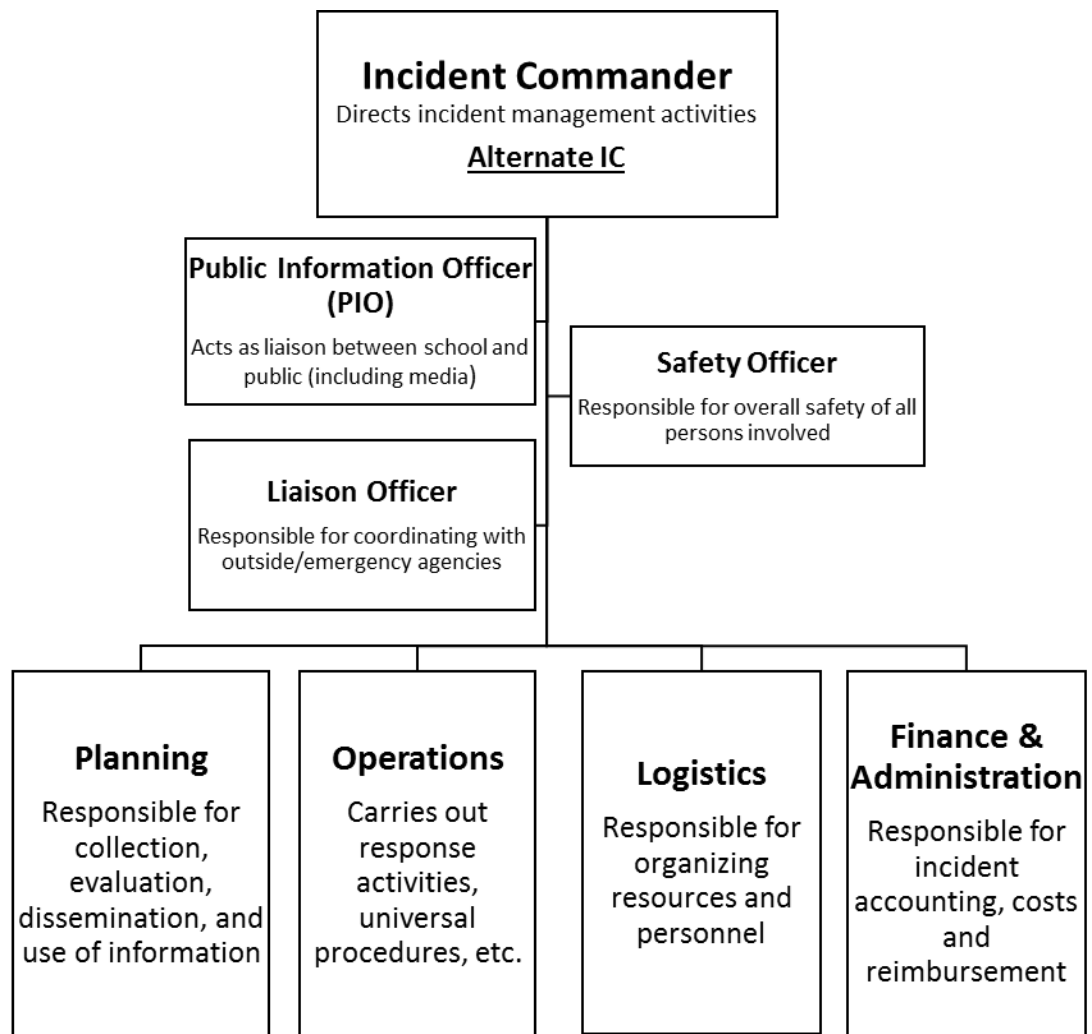 Incident Commander
Directs incident management activities
Alternate IC
Public Information Officer
(PIO)
Acts as liaison between school and
public (including media)
Safety Officer
Responsible for overall safety of all
persons involved
Liaison Officer
Responsible for coordinating with
outside/emergency agencies
Planning
Responsible for
collection,
evaluation,
dissemination, and
use of information
Operations
Carries out
response
activities,
universal
procedures, etc.
Logistics
Responsible for
organizing
resources and
personnel
Finance &
Administration
Responsible for
incident
accounting, costs
and
reimbursement